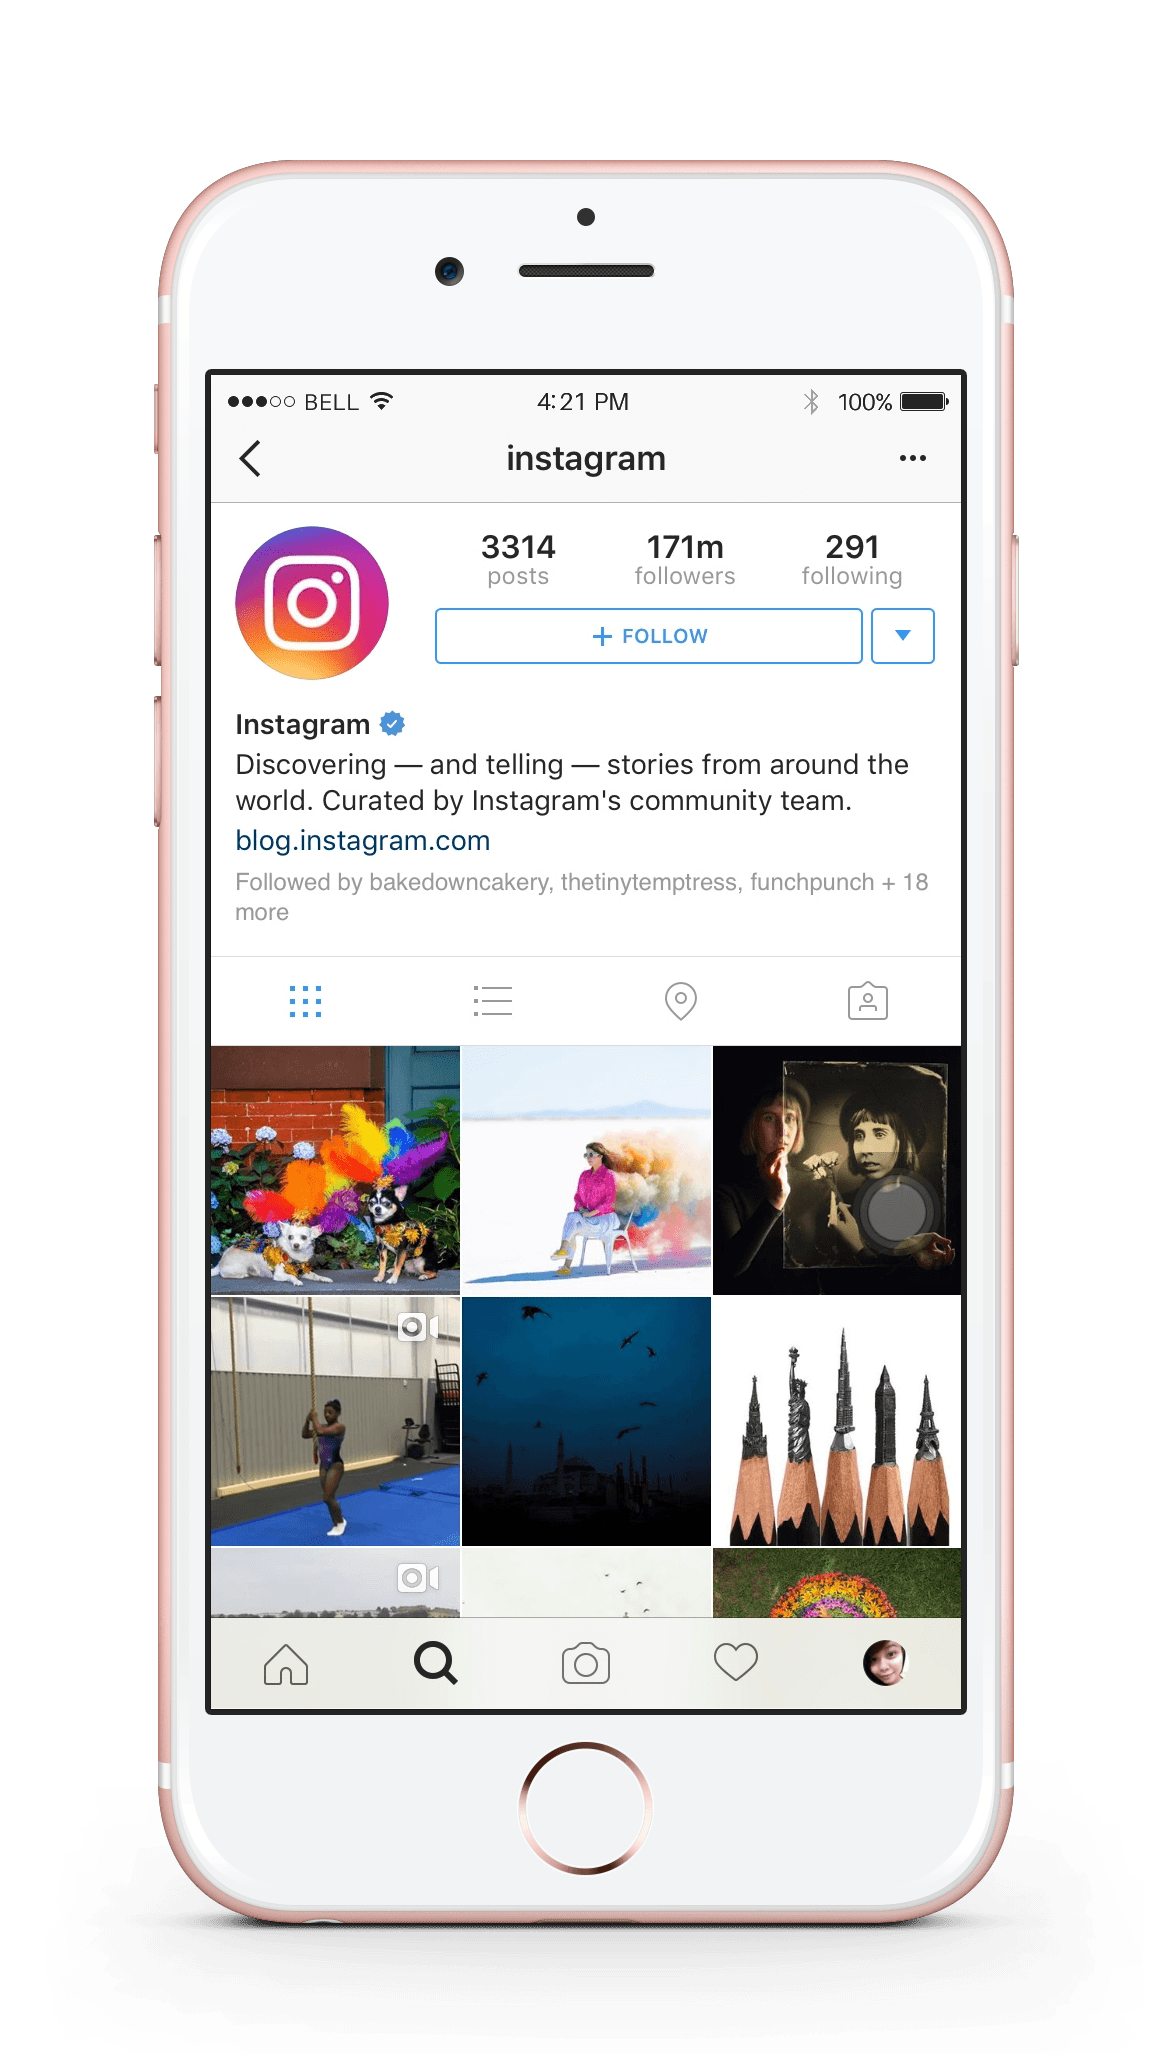 BELL 4:21 PM 100%
instagram
3314 171m 291
posts followers following
+ FOLLOW
Instagram
Discovering — and telling — stories from around the
world. Curated by Instagram's community team.
blog.instagram.com
Followed by bakedowncakery, thetinytemptress, funchpunch + 18
more